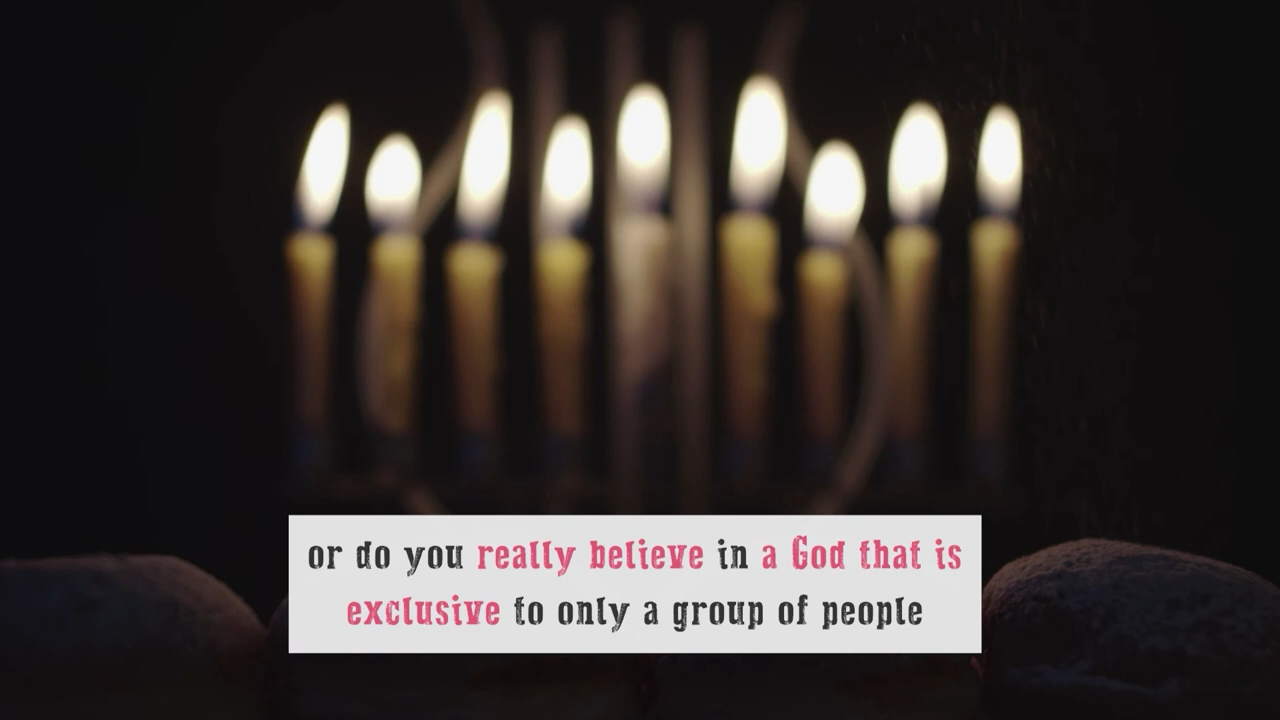 or do you really believe in a God that is
exclusive to only a group of people